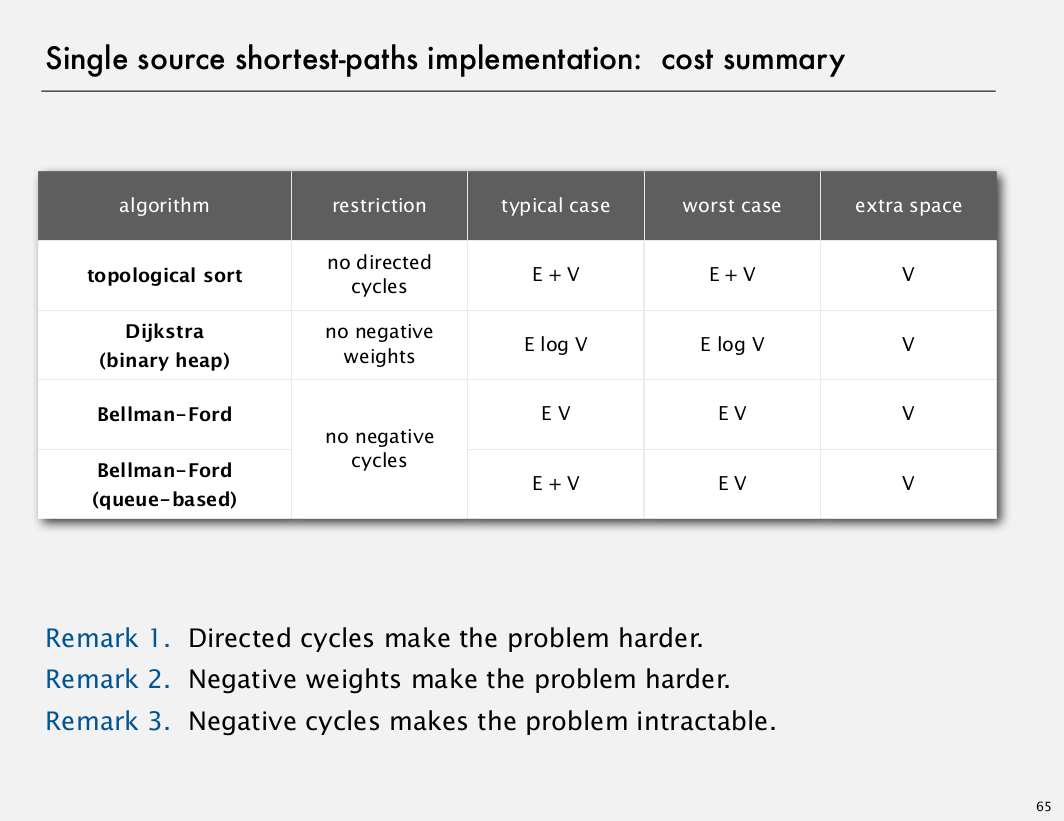 Single source shortest-paths implementation: cost summary
algorithm restriction typical case worst case extra space
topological sort
no directed
cycles
E + V
E + V
V
Dijkstra
(binary heap)
no negative
weights
E log V
E log V
V
Bellman-Ford
no negative
cycles
E V
E V
V
Bellman-Ford
(queue-based)
E + V
E V
V
Remark 1. Directed cycles make the problem harder.
Remark 2. Negative weights make the problem harder.
Remark 3. Negative cycles makes the problem intractable.
65